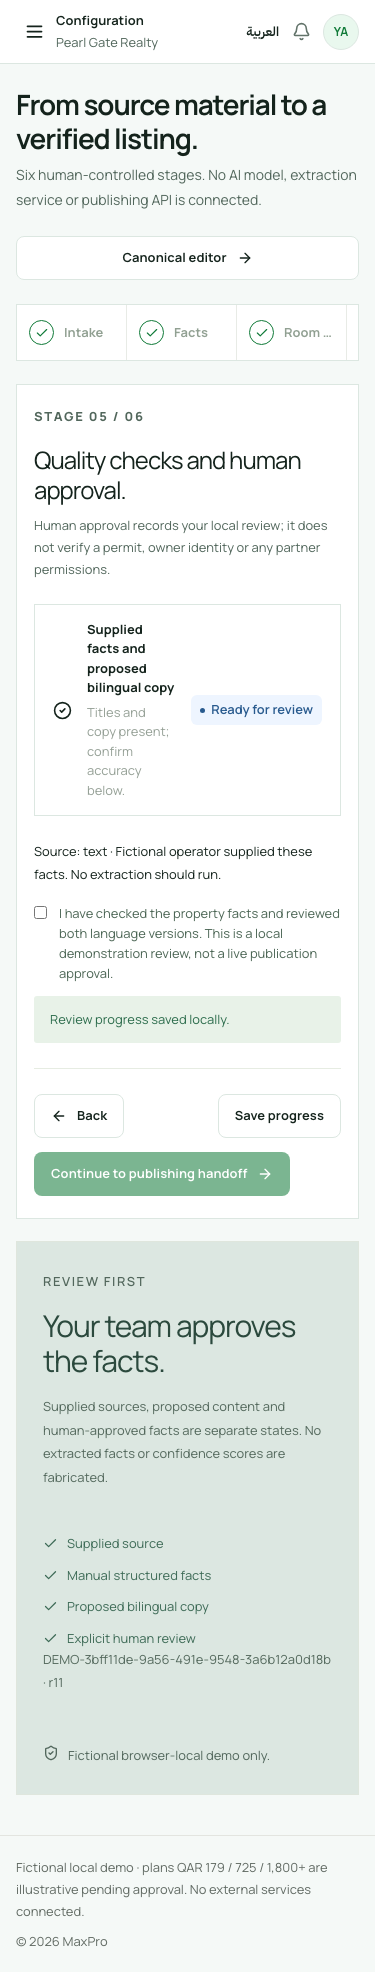 Configuration
Pearl Gate Realty
العربية
YA
From source material to a
verified listing.
Six human-controlled stages. No AI model, extraction
service or publishing API is connected.
Canonical editor
Intake
Facts
Room ...
STAGE 05 / 06
Quality checks and human
approval.
Human approval records your local review; it does
not verify a permit, owner identity or any partner
permissions.
Supplied
facts and
proposed
bilingual copy
Titles and
copy present;
confirm
accuracy
below.
Ready for review
Source: text · Fictional operator supplied these
facts. No extraction should run.
I have checked the property facts and reviewed
both language versions. This is a local
demonstration review, not a live publication
approval.
Review progress saved locally.
Back
Save progress
Continue to publishing handoff
REVIEW FIRST
Your team approves
the facts.
Supplied sources, proposed content and
human-approved facts are separate states. No
extracted facts or confidence scores are
fabricated.
Supplied source
Manual structured facts
Proposed bilingual copy
Explicit human review
DEMO-3bff11de-9a56-491e-9548-3a6b12a0d18b
· r11
Fictional browser-local demo only.
Fictional local demo · plans QAR 179 / 725 / 1,800+ are
illustrative pending approval. No external services
connected.
© 2026 MaxPro